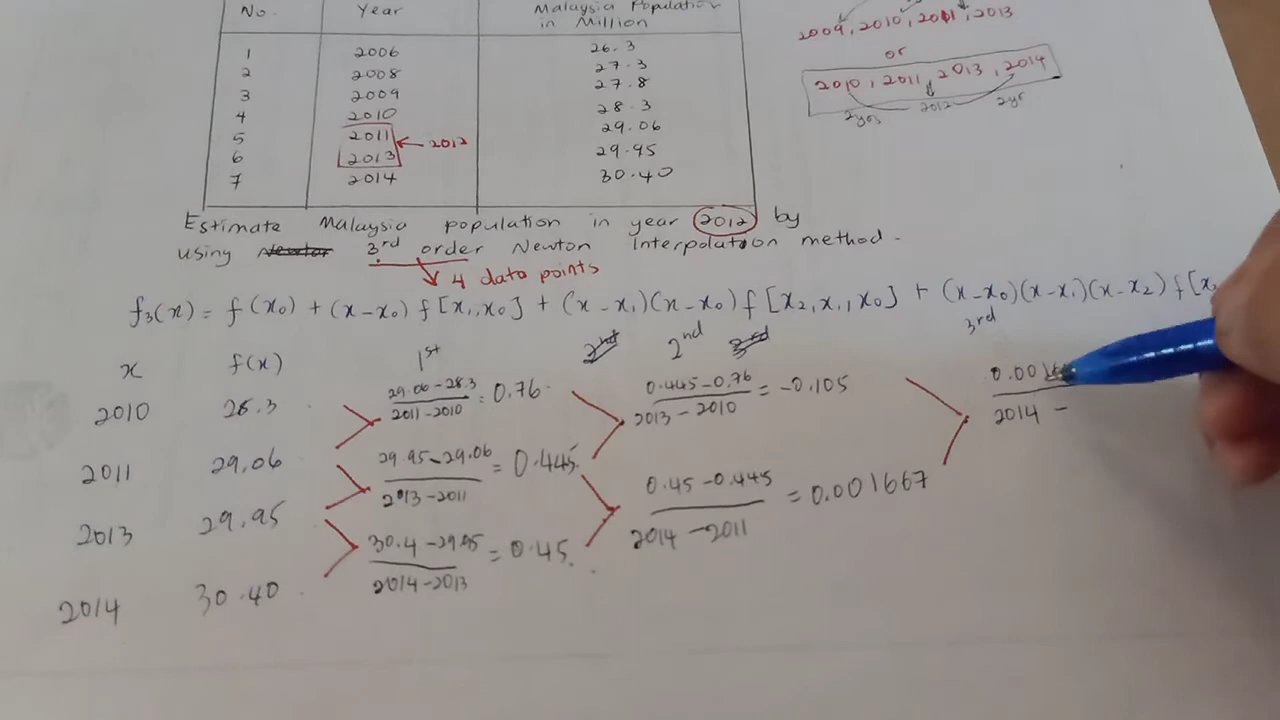 No. Year Malaysia Population
in Million
1 2006 26.3
2 2008 27.3
3 2009 27.8
4 2010 28.3
5 2011 29.06
6 2013 29.95
7 2014 30.40
← 2012
2009, 2010, 2011, 2013
or
2010, 2011, 2013, 2014
2yrs 2012 2yr
Estimate Malaysia population in year 2012 by
using 3rd order Newton Interpolation method.
4 data points
f₃(x) = f(x₀) + (x-x₀) f[x₁,x₀] + (x-x₁)(x-x₀) f[x₂,x₁,x₀] + (x-x₀)(x-x₁)(x-x₂) f[x
x f(x) 1st 2nd 2nd 3rd 3rd
2010 28.3 29.06-28.3 / 2011-2010 = 0.76 0.445-0.76 / 2013-2010 = -0.105 0.001 / 2014 -
2011 29.06 29.95-29.06 / 2013-2011 = 0.445 0.45-0.445 / 2014-2011 = 0.001667
2013 29.95 30.4-29.95 / 2014-2013 = 0.45
2014 30.40